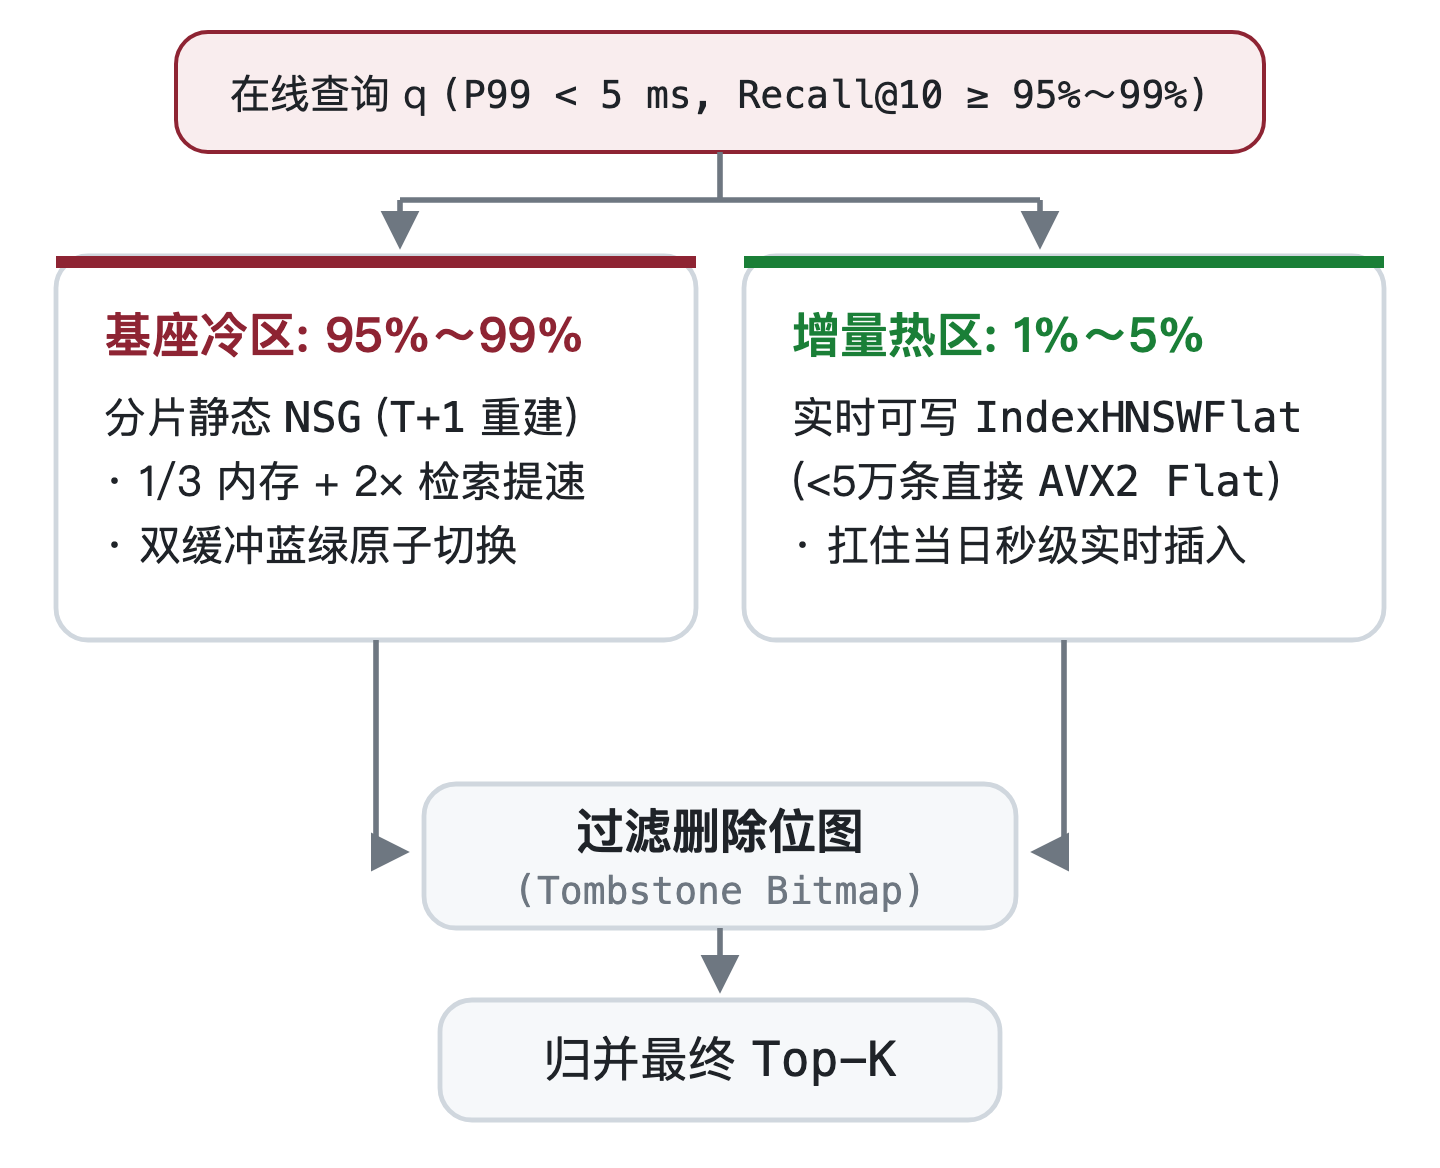 在线查询 q (P99 < 5 ms, Recall@10 ≥ 95%~99%)
基座冷区: 95%~99%
分片静态 NSG (T+1 重建)
· 1/3 内存 + 2× 检索提速
· 双缓冲蓝绿原子切换
增量热区: 1%~5%
实时可写 IndexHNSWFlat
(<5万条直接 AVX2 Flat)
· 扛住当日秒级实时插入
过滤删除位图
(Tombstone Bitmap)
归并最终 Top-K